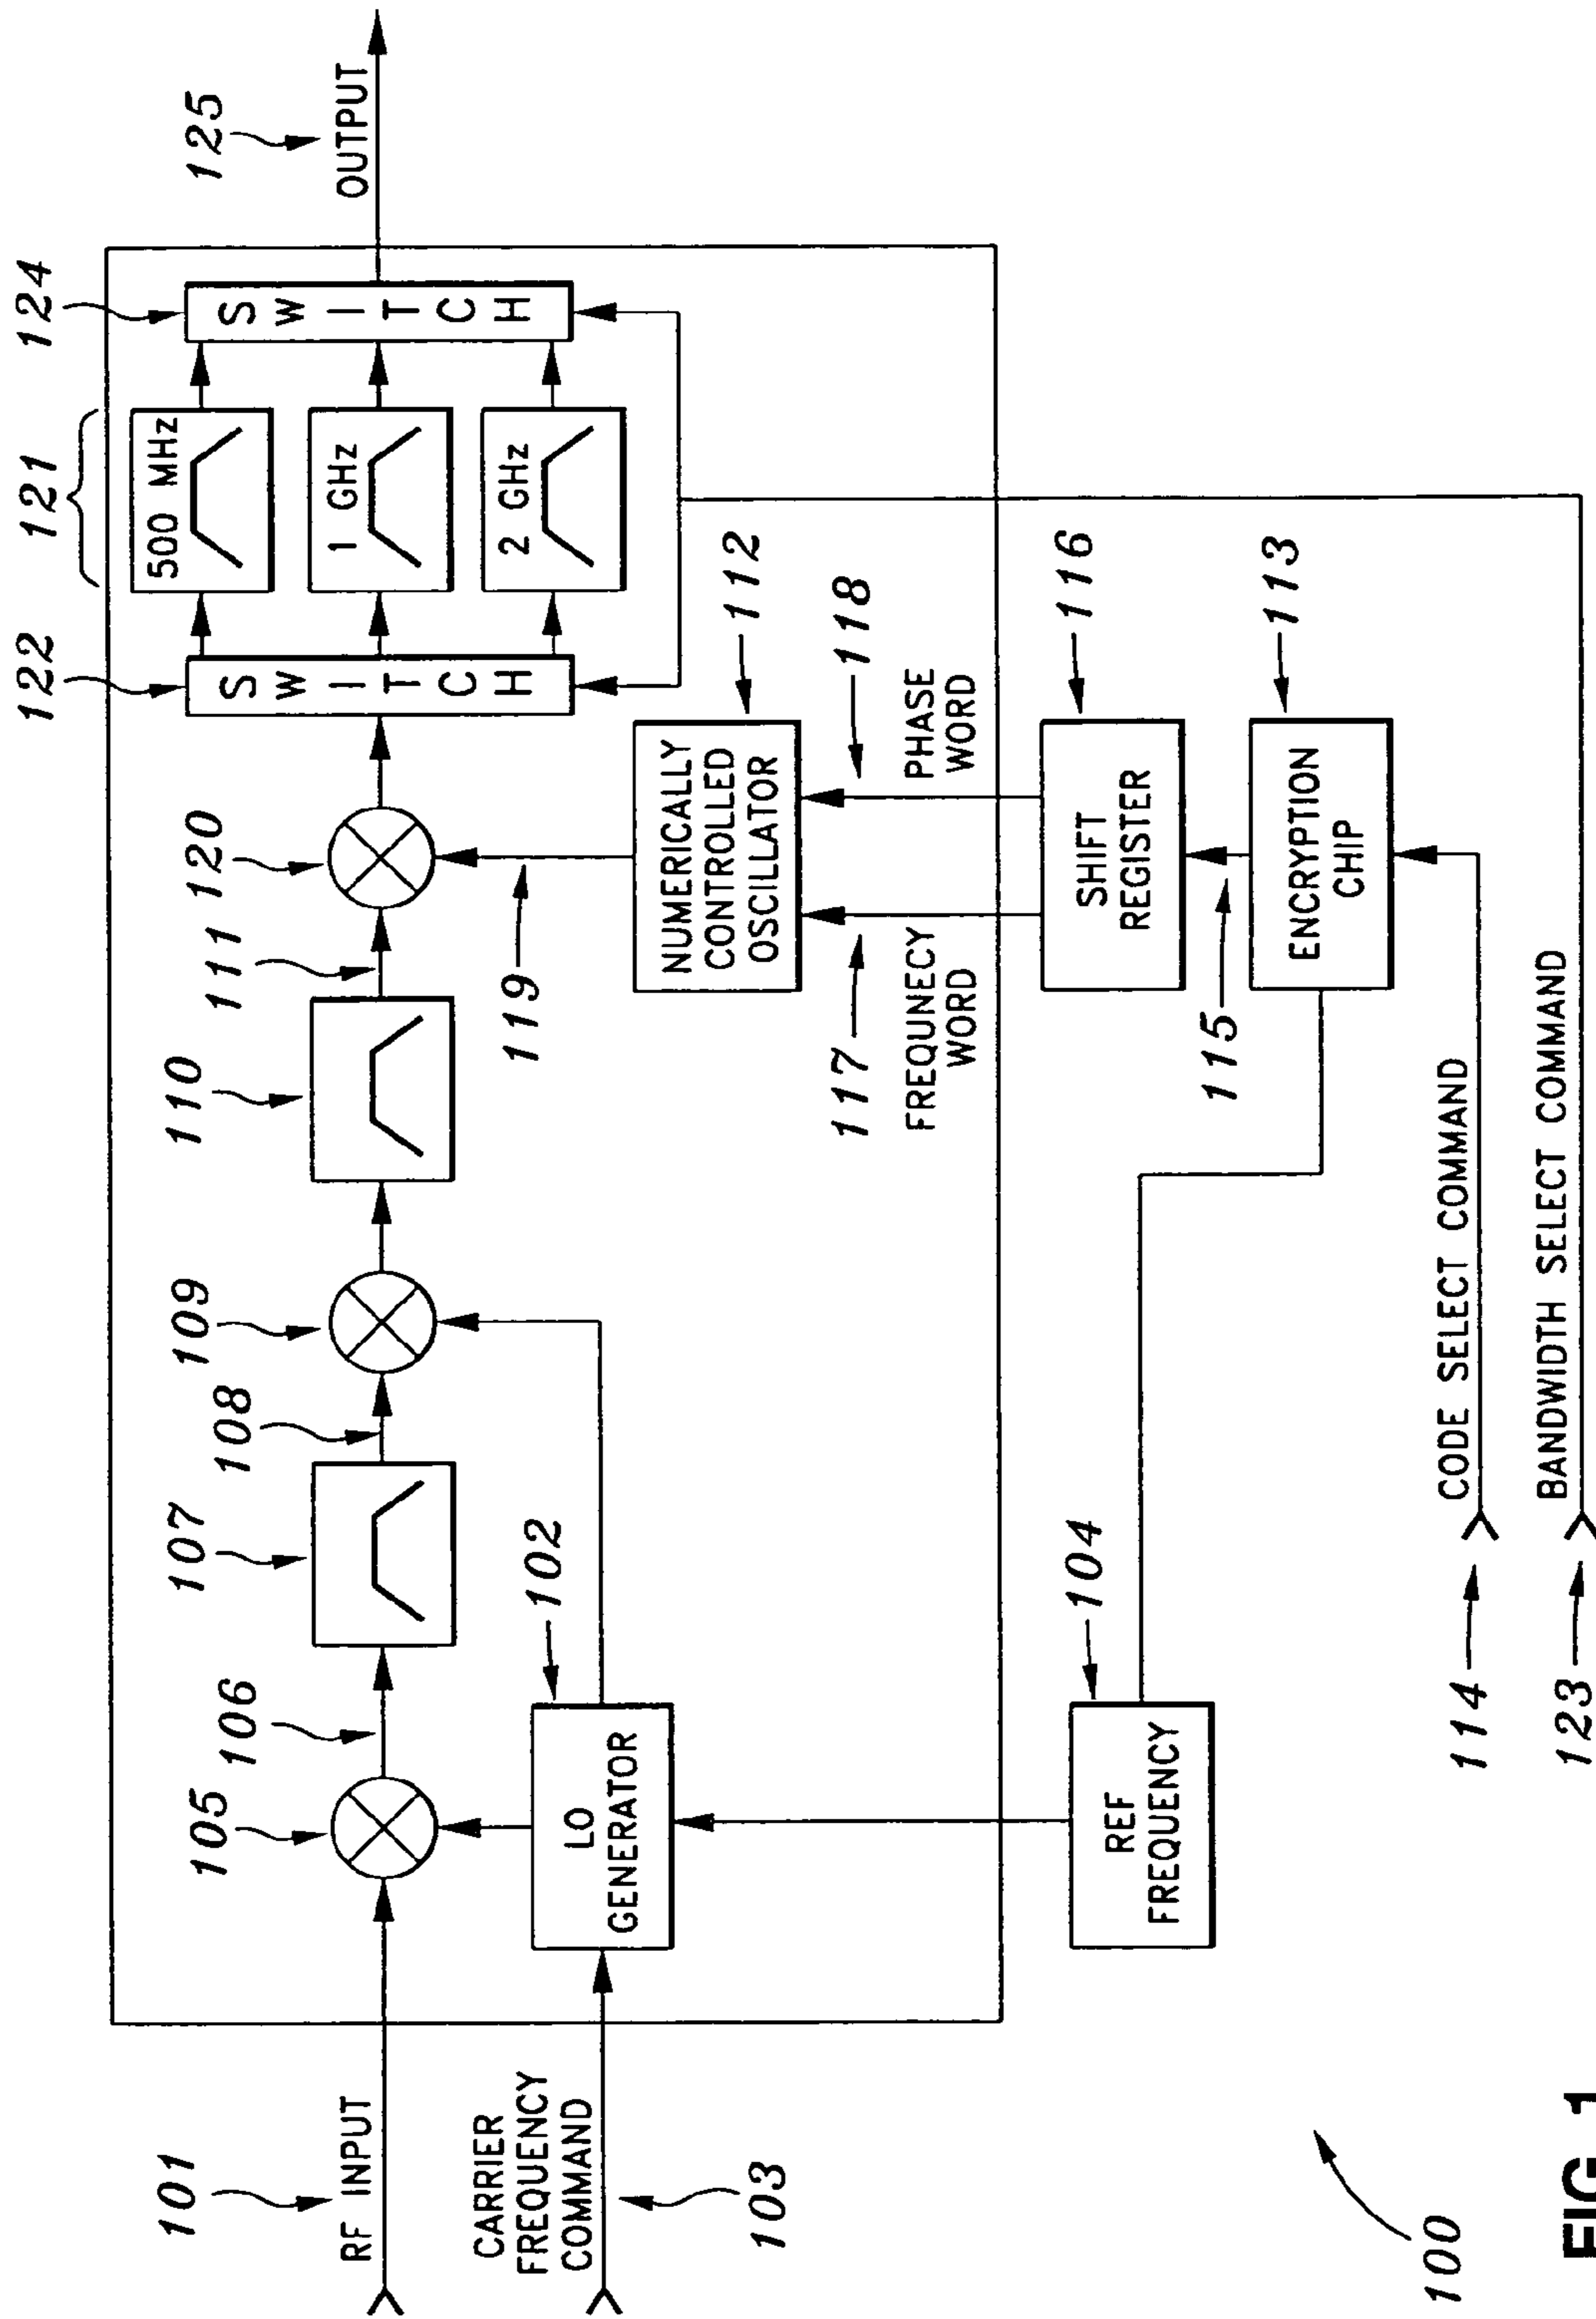 122
121
124
125
500 MHz
SWITCH
SWITCH
OUTPUT
1 GHz
2 GHz
101
RF INPUT
105
106
107
108
109
110
111
120
CARRIER
FREQUENCY
COMMAND
103
LO
GENERATOR
102
119
NUMERICALLY
CONTROLLED
OSCILLATOR
112
117
118
FREQUNECY
WORD
PHASE
WORD
REF
FREQUENCY
104
SHIFT
REGISTER
116
115
ENCRYPTION
CHIP
113
114
CODE SELECT COMMAND
123
BANDWIDTH SELECT COMMAND
100
FIG. 1